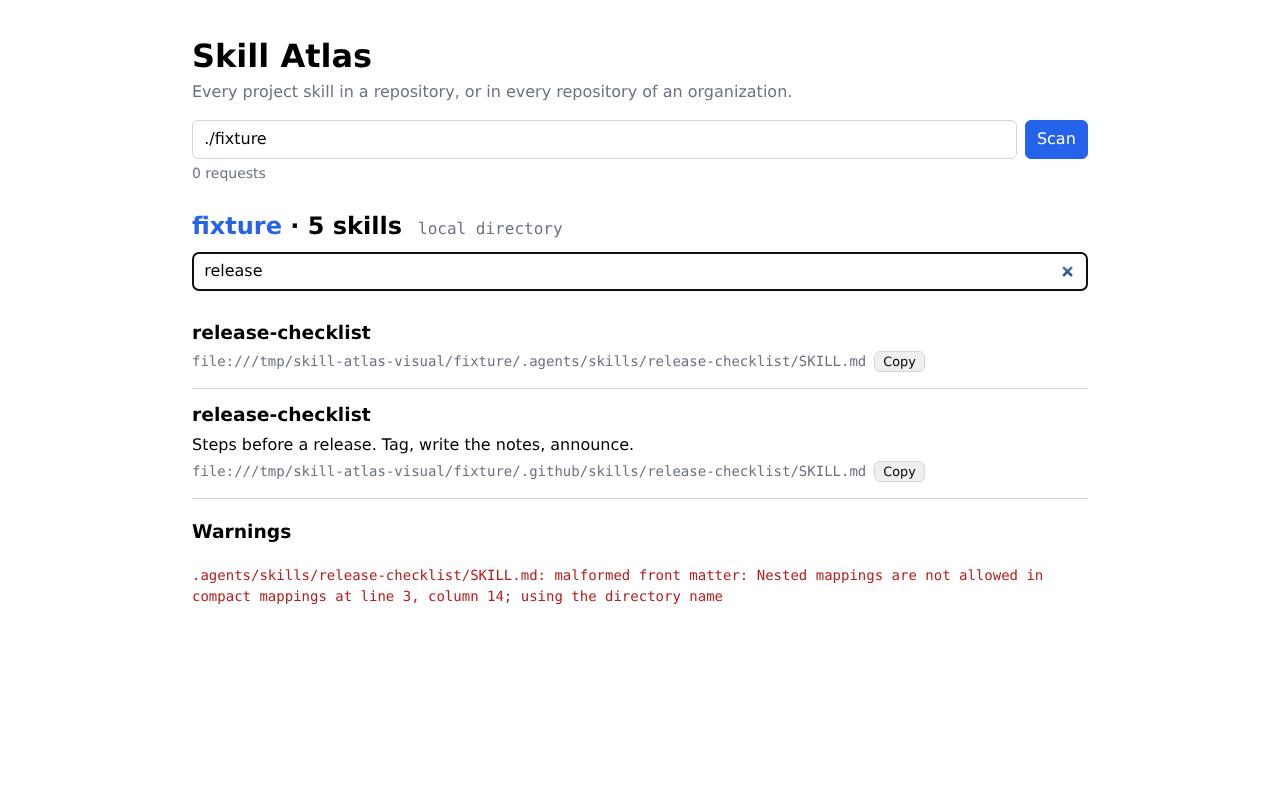 Skill Atlas
Every project skill in a repository, or in every repository of an organization.
./fixture
Scan
0 requests
fixture · 5 skills local directory
release
release-checklist
file:///tmp/skill-atlas-visual/fixture/.agents/skills/release-checklist/SKILL.md Copy
release-checklist
Steps before a release. Tag, write the notes, announce.
file:///tmp/skill-atlas-visual/fixture/.github/skills/release-checklist/SKILL.md Copy
Warnings
.agents/skills/release-checklist/SKILL.md: malformed front matter: Nested mappings are not allowed in
compact mappings at line 3, column 14; using the directory name